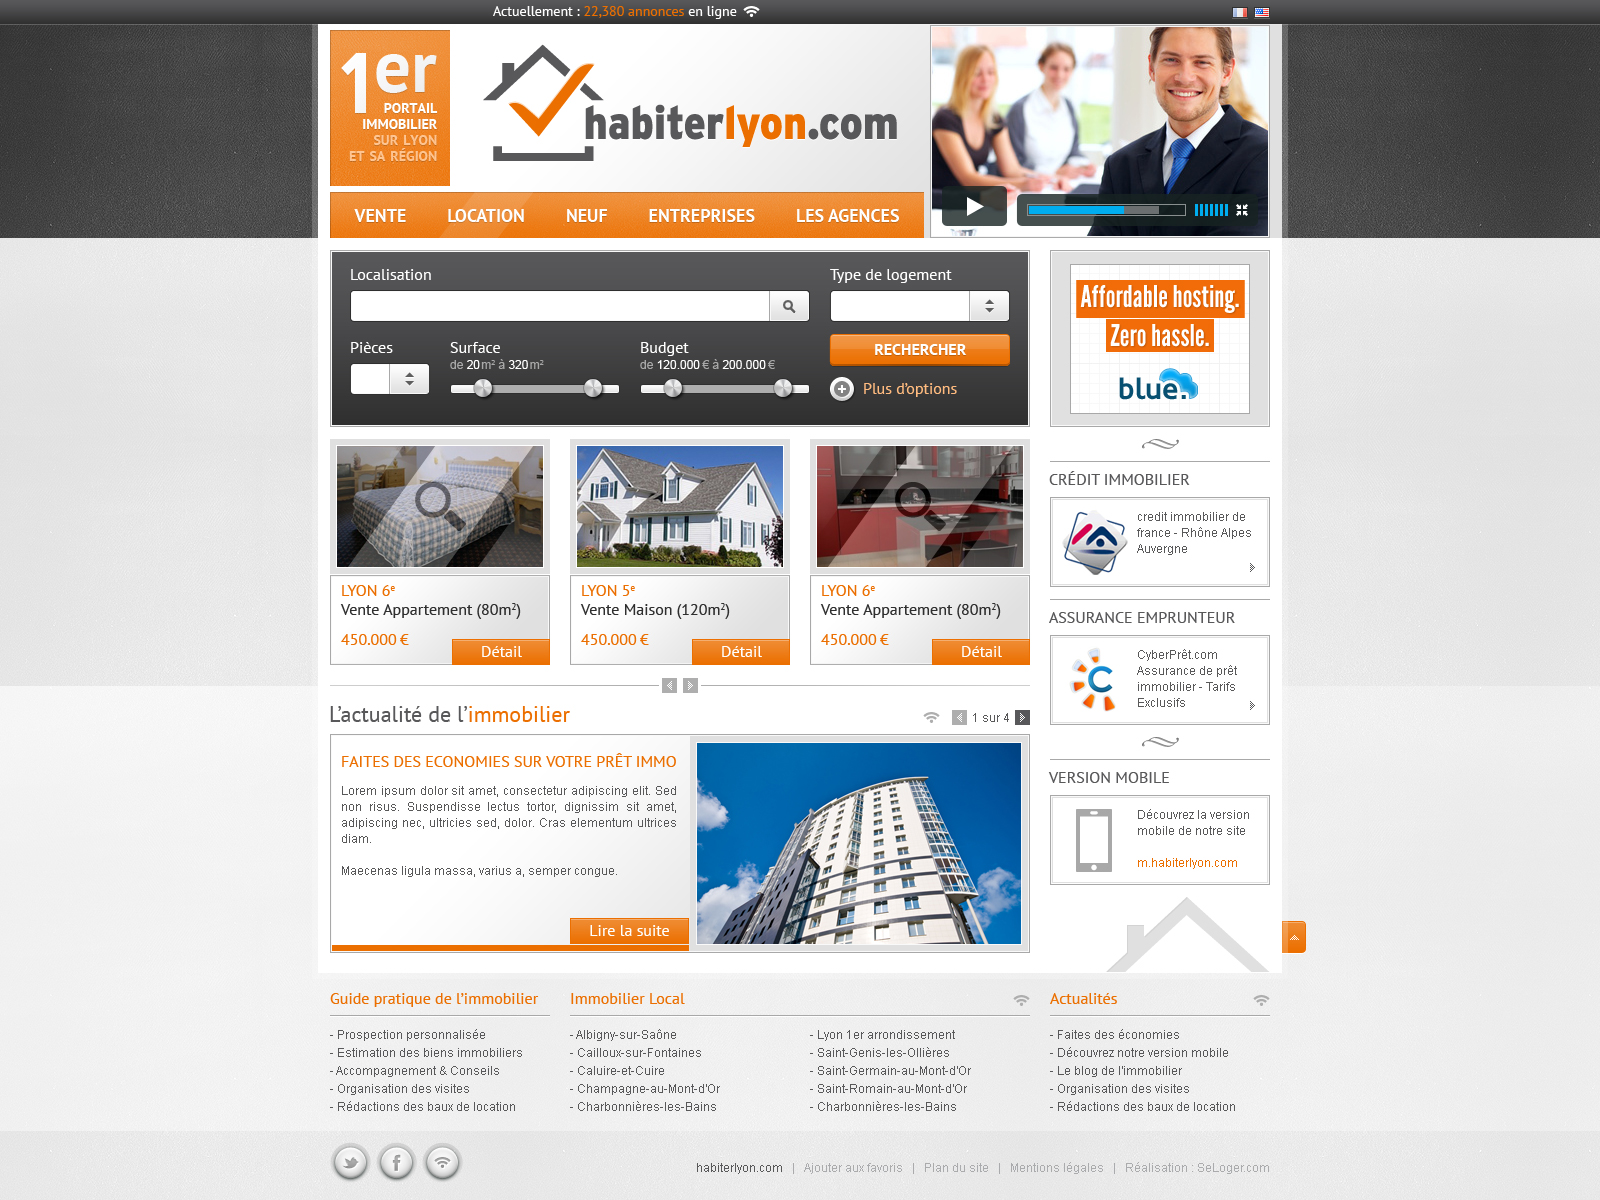 Actuellement : 22,380 annonces en ligne
1er
PORTAIL
IMMOBILIER
SUR LYON
ET SA RÉGION
habiterlyon.com
VENTE
LOCATION
NEUF
ENTREPRISES
LES AGENCES
Localisation
Type de logement
Pièces
Surface
de 20m² à 320m²
Budget
de 120.000 € à 200.000 €
RECHERCHER
Plus d'options
Affordable hosting.
Zero hassle.
blue.
LYON 6e
Vente Appartement (80m²)
450.000 €
Détail
LYON 5e
Vente Maison (120m²)
450.000 €
Détail
LYON 6e
Vente Appartement (80m²)
450.000 €
Détail
CRÉDIT IMMOBILIER
credit immobilier de
france - Rhône Alpes
Auvergne
ASSURANCE EMPRUNTEUR
CyberPrêt.com
Assurance de prêt
immobilier - Tarifs
Exclusifs
VERSION MOBILE
Découvrez la version
mobile de notre site
m.habiterlyon.com
L'actualité de l'immobilier
1 sur 4
FAITES DES ECONOMIES SUR VOTRE PRÊT IMMO
Lorem ipsum dolor sit amet, consectetur adipiscing elit. Sed
non risus. Suspendisse lectus tortor, dignissim sit amet,
adipiscing nec, ultricies sed, dolor. Cras elementum ultrices
diam.
Maecenas ligula massa, varius a, semper congue.
Lire la suite
Guide pratique de l'immobilier
- Prospection personnalisée
- Estimation des biens immobiliers
- Accompagnement & Conseils
- Organisation des visites
- Rédactions des baux de location
Immobilier Local
- Albigny-sur-Saône
- Cailloux-sur-Fontaines
- Caluire-et-Cuire
- Champagne-au-Mont-d'Or
- Charbonnières-les-Bains
- Lyon 1er arrondissement
- Saint-Genis-les-Ollières
- Saint-Germain-au-Mont-d'Or
- Saint-Romain-au-Mont-d'Or
- Charbonnières-les-Bains
Actualités
- Faites des économies
- Découvrez notre version mobile
- Le blog de l'immobilier
- Organisation des visites
- Rédactions des baux de location
habiterlyon.com | Ajouter aux favoris | Plan du site | Mentions légales | Réalisation : SeLoger.com